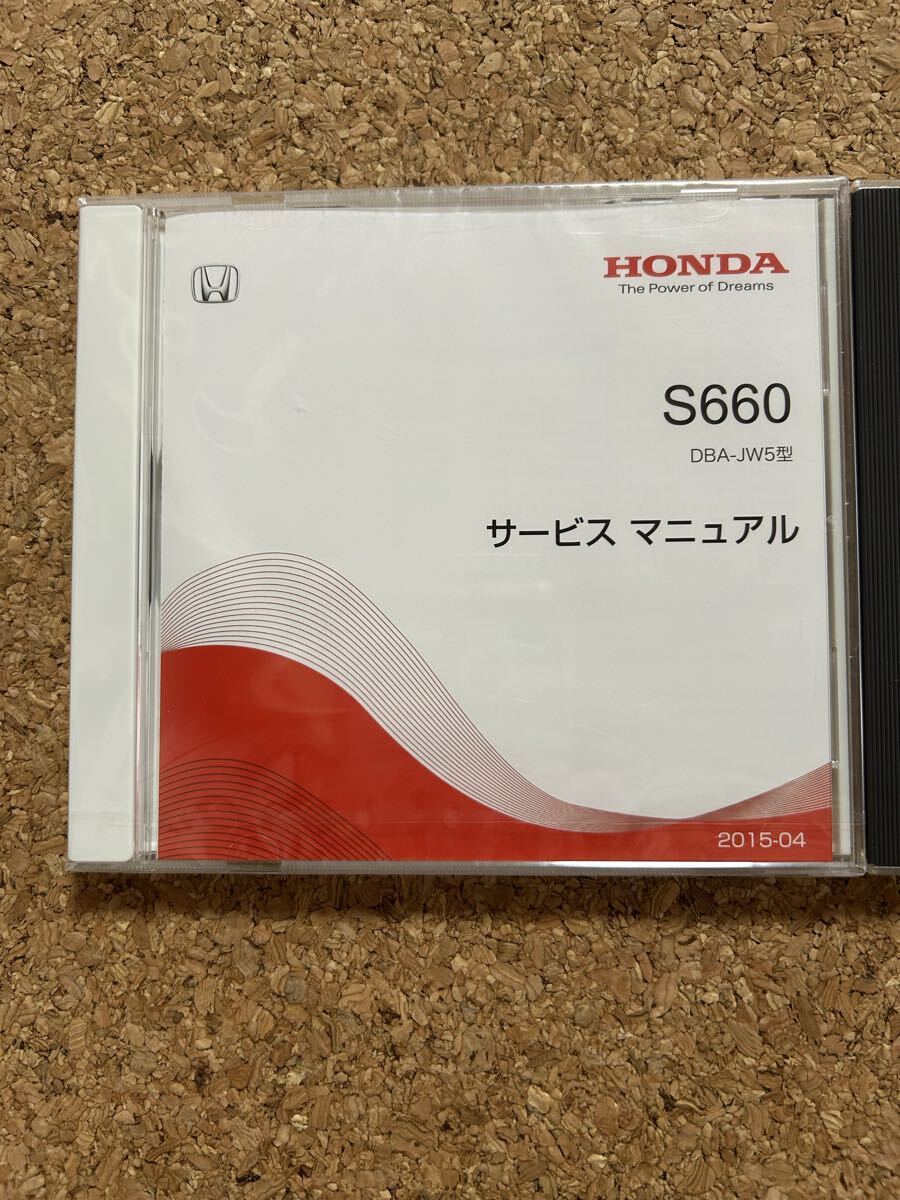 HONDA
The Power of Dreams
S660
DBA-JW5型
サービス マニュアル
2015-04